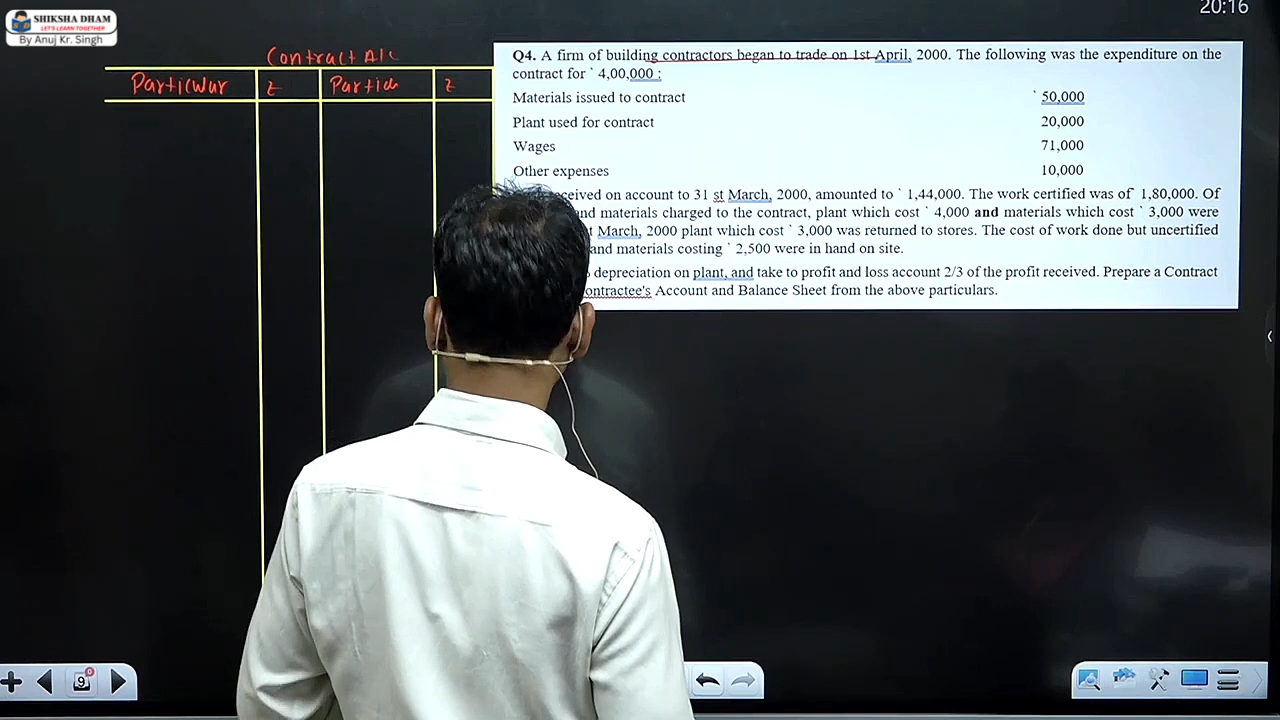 SHIKSHA DHAM
LET'S LEARN TOGETHER
By Anuj Kr. Singh
20:16
Contract A/c
Particular ₹ Particu ₹
Q4. A firm of building contractors began to trade on 1st April, 2000. The following was the expenditure on the
contract for ` 4,00,000 :
Materials issued to contract ` 50,000
Plant used for contract 20,000
Wages 71,000
Other expenses 10,000
ceived on account to 31 st March, 2000, amounted to ` 1,44,000. The work certified was of 1,80,000. Of
nd materials charged to the contract, plant which cost ` 4,000 and materials which cost ` 3,000 were
t March, 2000 plant which cost ` 3,000 was returned to stores. The cost of work done but uncertified
and materials costing ` 2,500 were in hand on site.
depreciation on plant, and take to profit and loss account 2/3 of the profit received. Prepare a Contract
ontractee's Account and Balance Sheet from the above particulars.
9
0